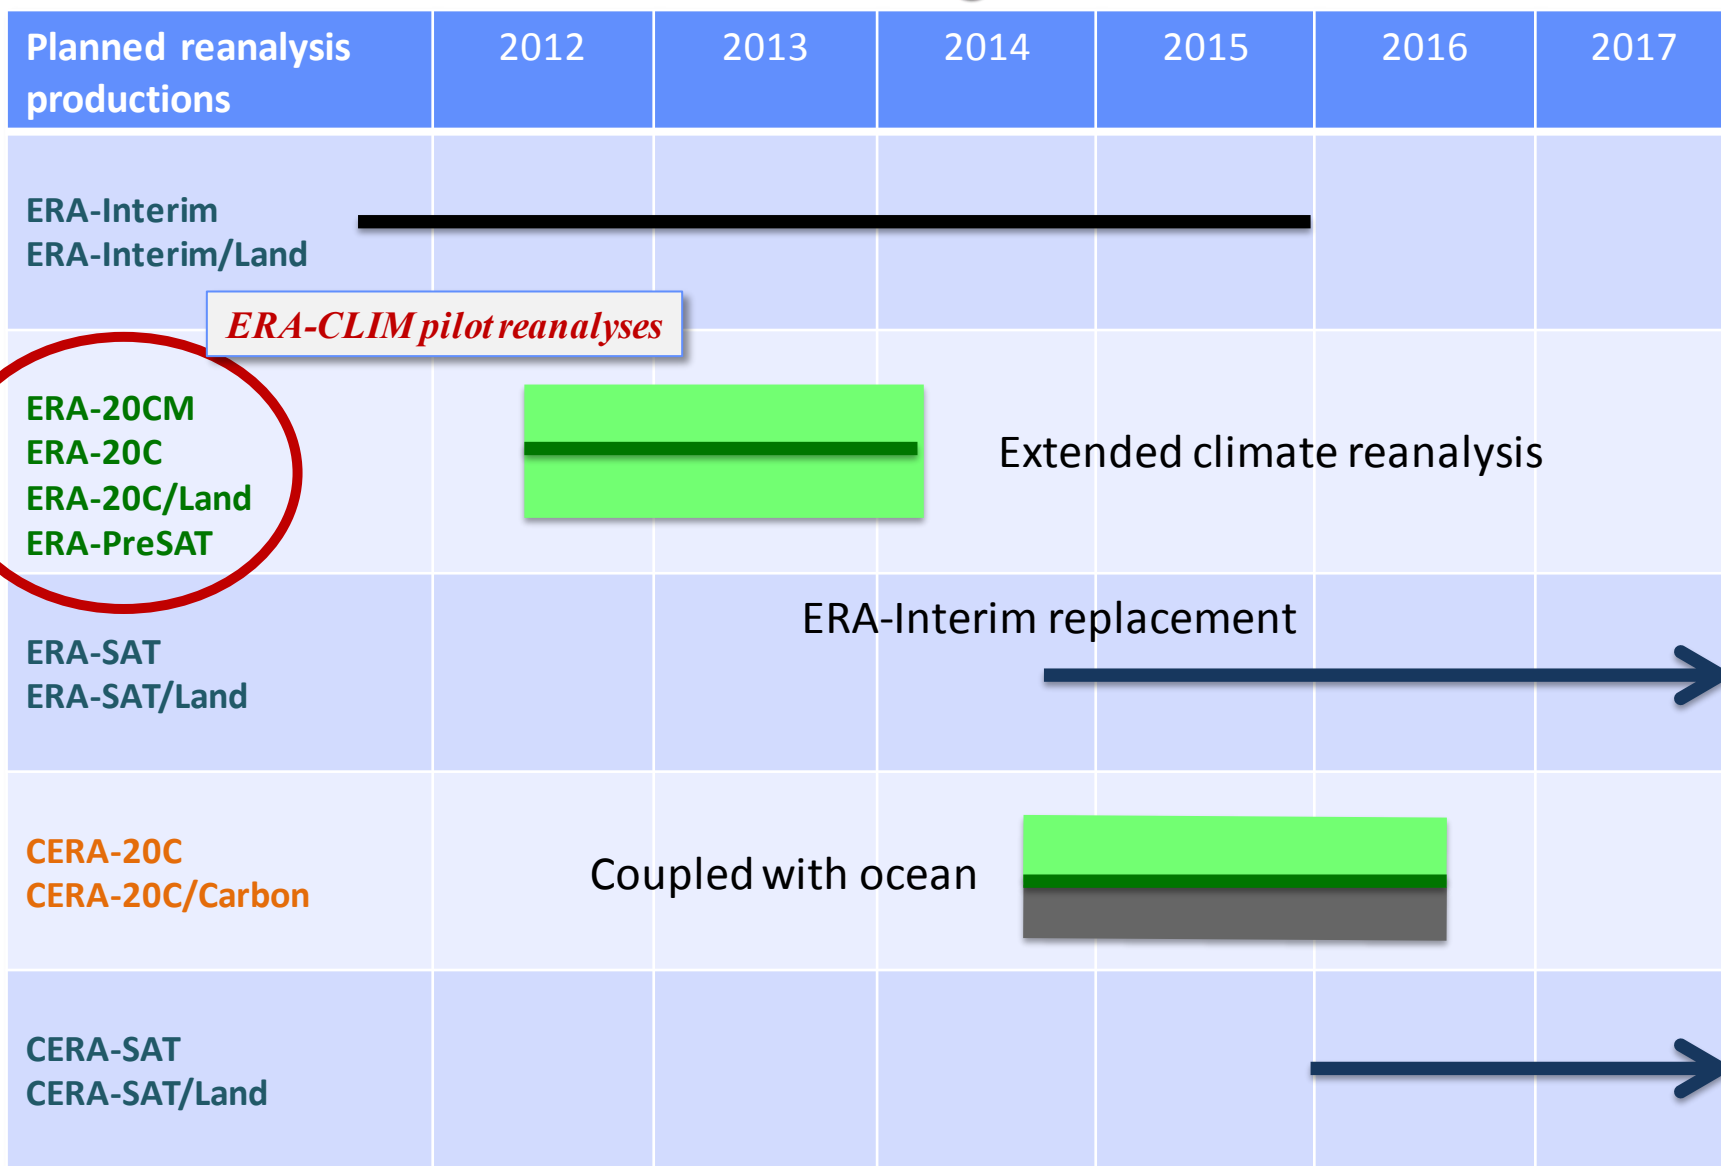 Planned reanalysis
productions
2012
2013
2014
2015
2016
2017
ERA-Interim
ERA-Interim/Land
ERA-CLIM pilot reanalyses
ERA-20CM
ERA-20C
ERA-20C/Land
ERA-PreSAT
Extended climate reanalysis
ERA-Interim replacement
ERA-SAT
ERA-SAT/Land
CERA-20C
CERA-20C/Carbon
Coupled with ocean
CERA-SAT
CERA-SAT/Land